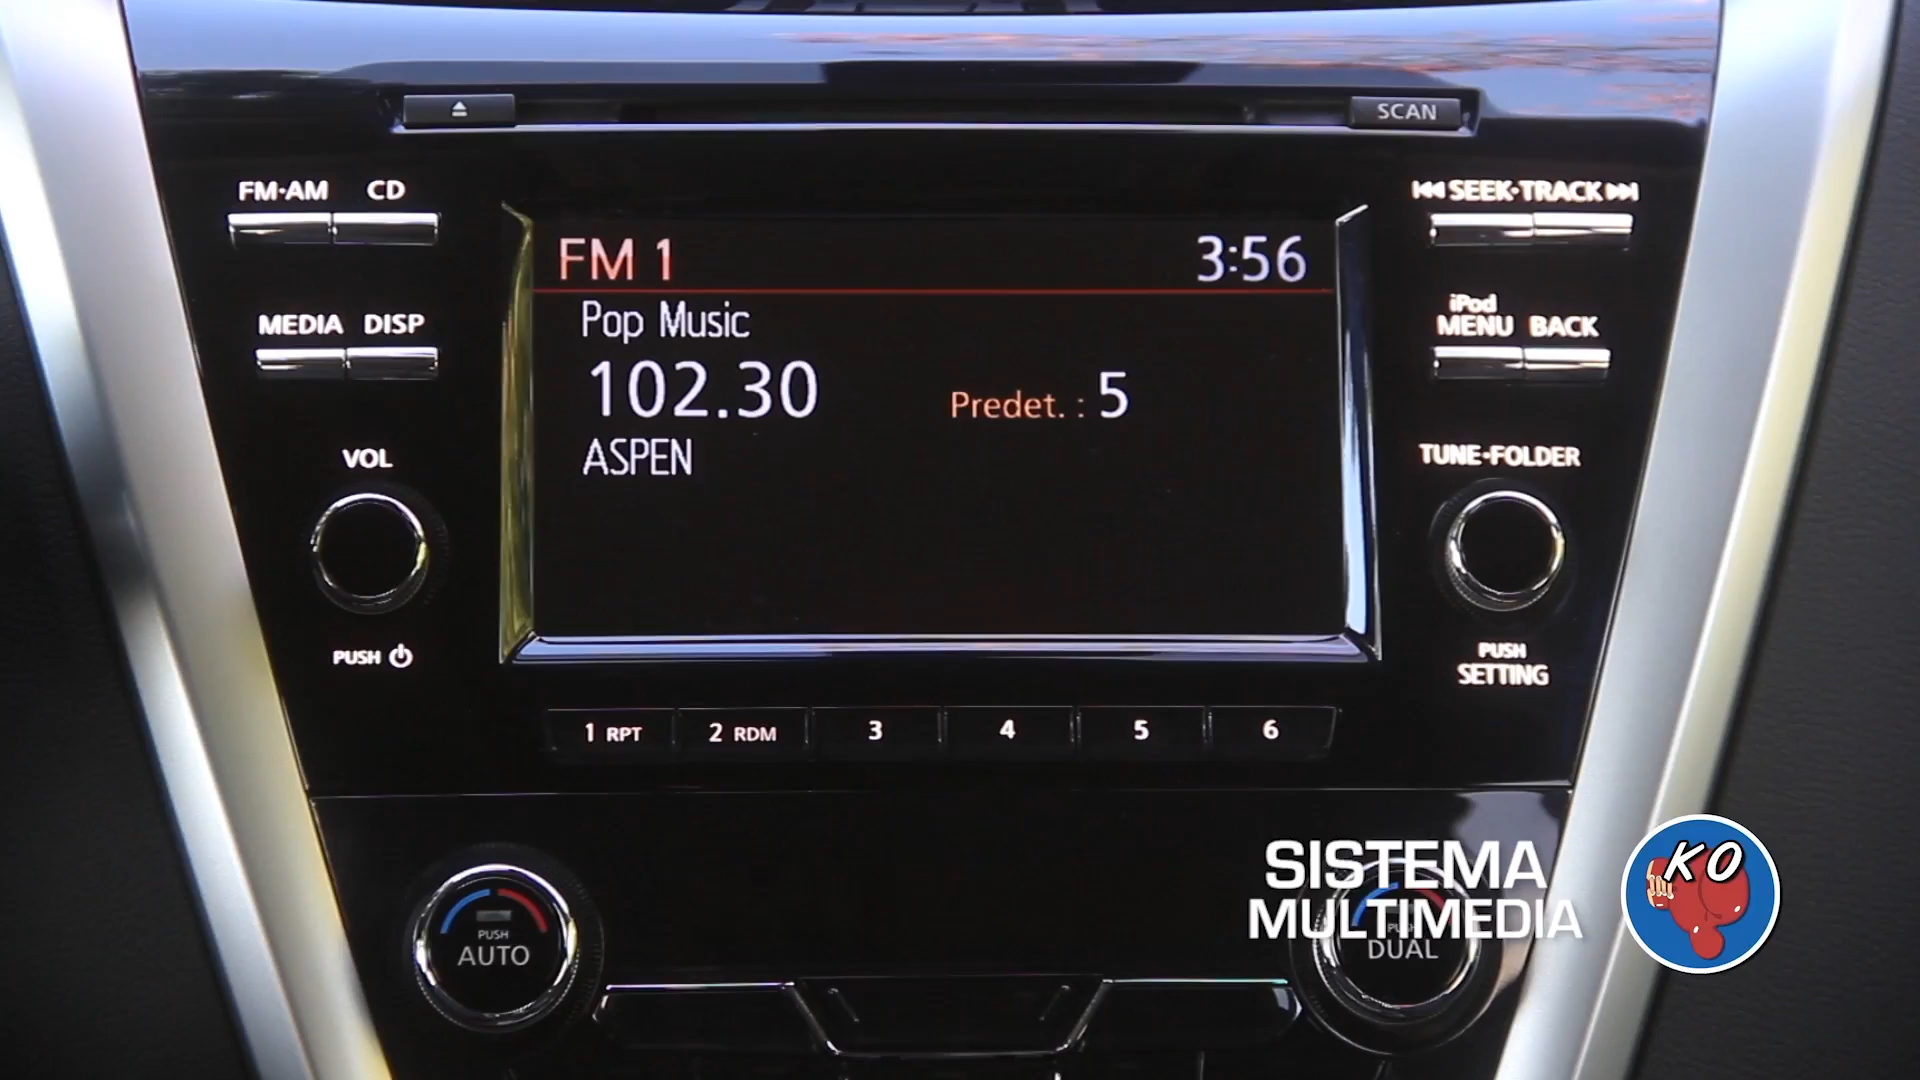 SCAN
FM·AM CD
⏮ SEEK·TRACK ⏭
FM 1 3:56
Pop Music
iPod
MEDIA DISP
MENU BACK
102.30 Predet. : 5
ASPEN
VOL
TUNE·FOLDER
PUSH
PUSH
SETTING
1 RPT 2 RDM 3 4 5 6
SISTEMA
MULTIMEDIA
KO
PUSH
AUTO
PUSH
DUAL